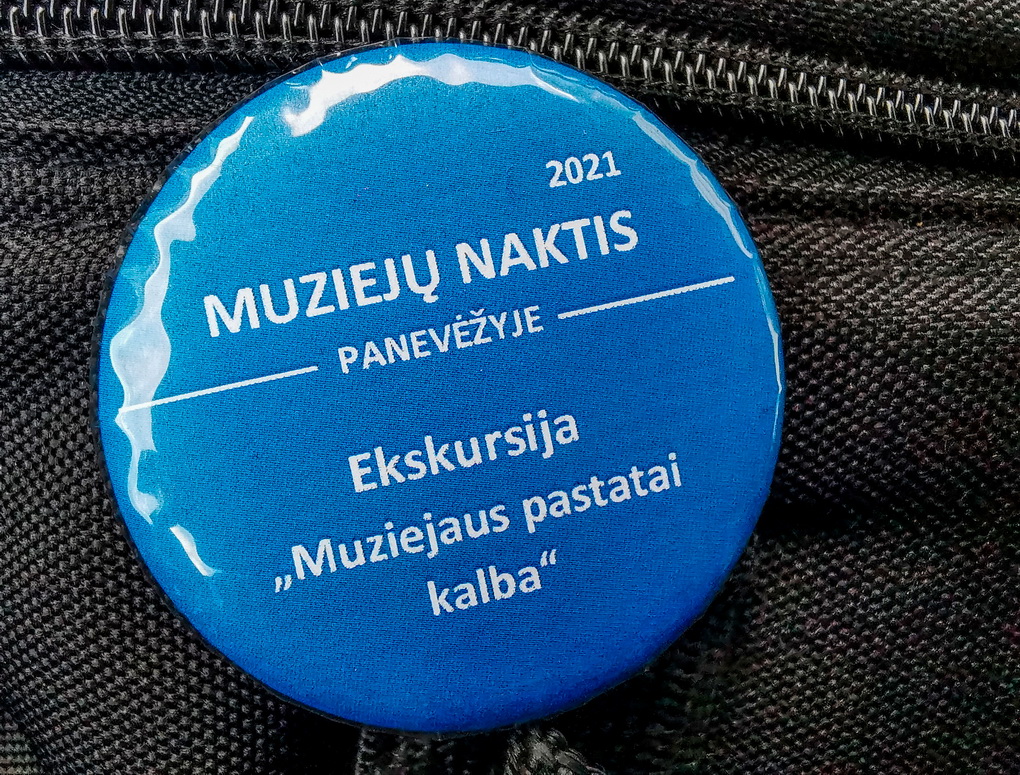 2021
MUZIEJŲ NAKTIS
PANEVĖŽYJE
Ekskursija
„Muziejaus pastatai
kalba“